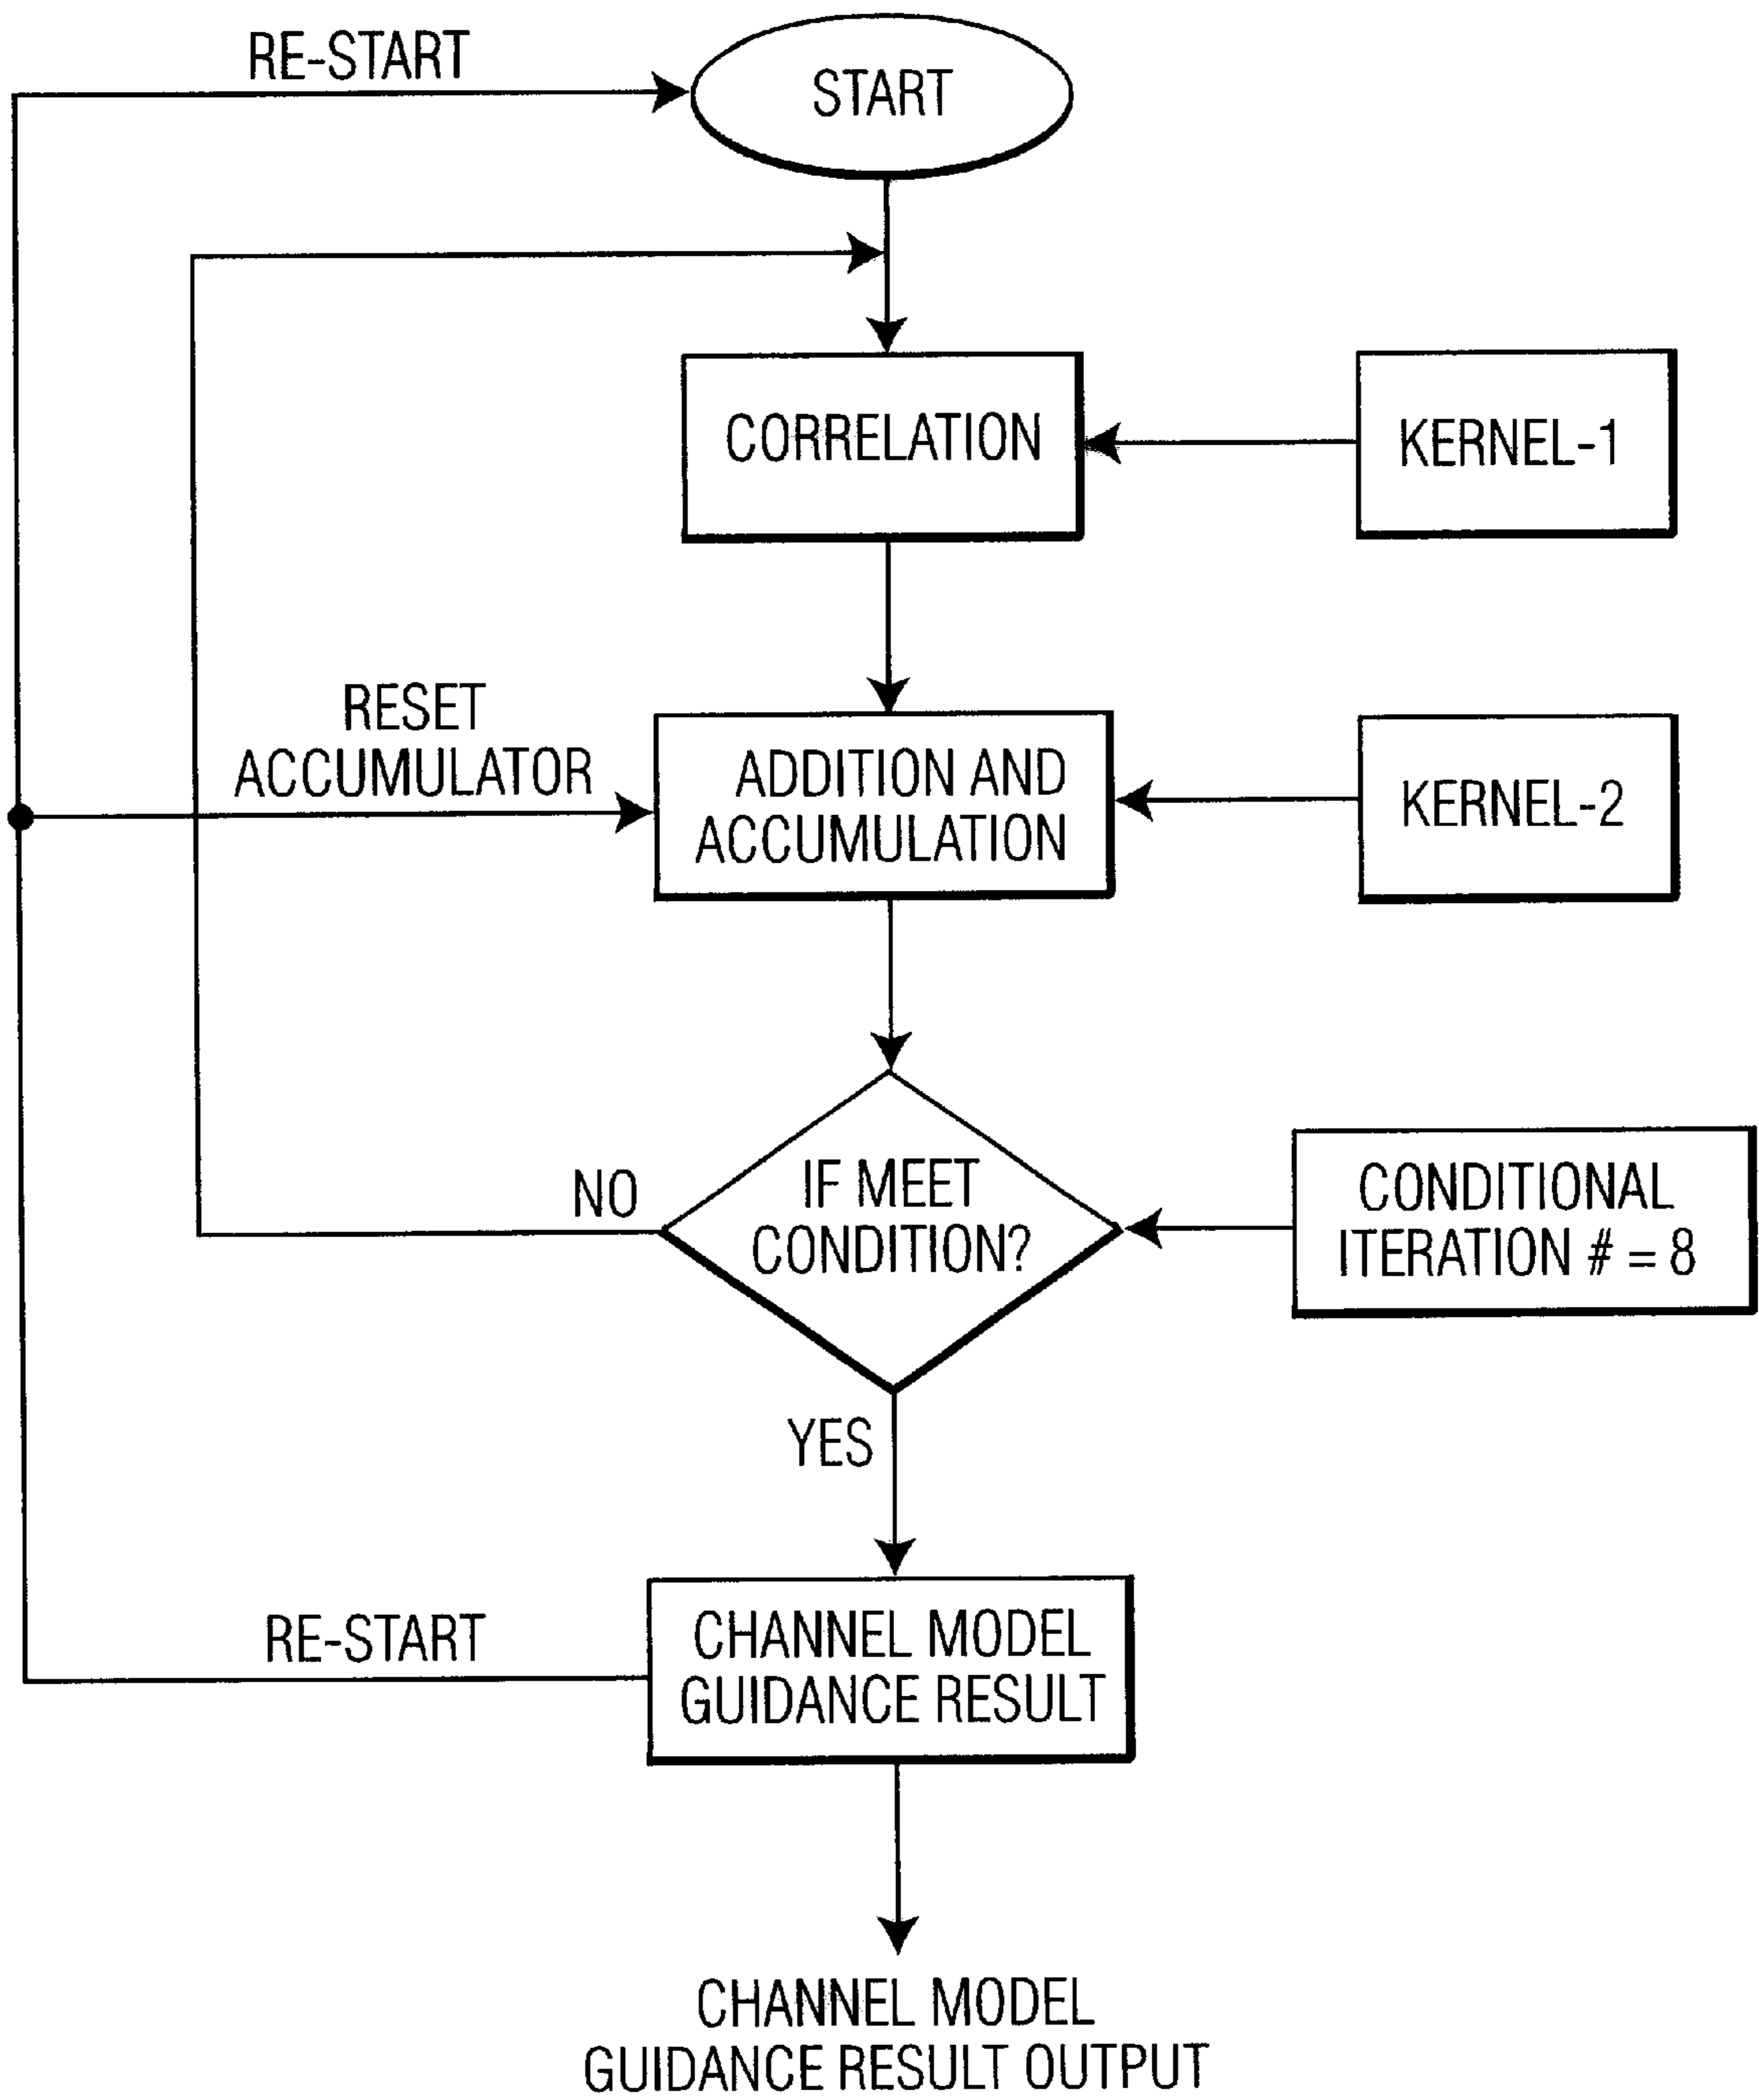 RE-START
START
CORRELATION
KERNEL-1
RESET
ACCUMULATOR
ADDITION AND
ACCUMULATION
KERNEL-2
IF MEET
CONDITION?
NO
CONDITIONAL
ITERATION # = 8
YES
RE-START
CHANNEL MODEL
GUIDANCE RESULT
CHANNEL MODEL
GUIDANCE RESULT OUTPUT